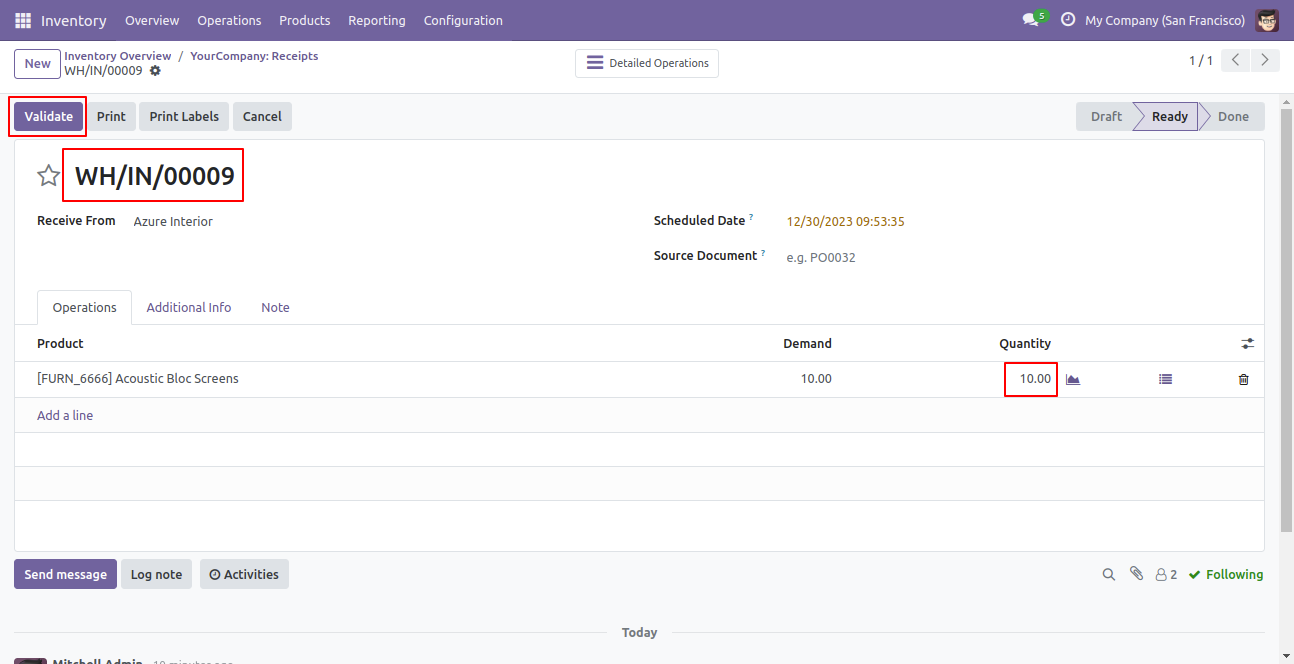 Inventory Overview Operations Products Reporting Configuration 5 My Company (San Francisco)
New Inventory Overview / YourCompany: Receipts
WH/IN/00009
Detailed Operations
1 / 1
Validate Print Print Labels Cancel Draft Ready Done
WH/IN/00009
Receive From Azure Interior Scheduled Date ? 12/30/2023 09:53:35
Source Document ? e.g. PO0032
Operations Additional Info Note
Product Demand Quantity
[FURN_6666] Acoustic Bloc Screens 10.00 10.00
Add a line
Send message Log note Activities 2 Following
Today
Mitchell Admin - 10 minutes ago